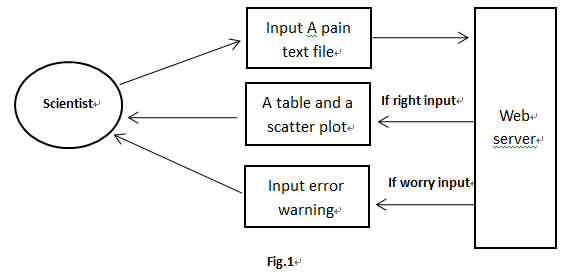 Input A pain
text file
Scientist
A table and a
scatter plot
If right input
Web
server
Input error
warning
If worry input
Fig.1